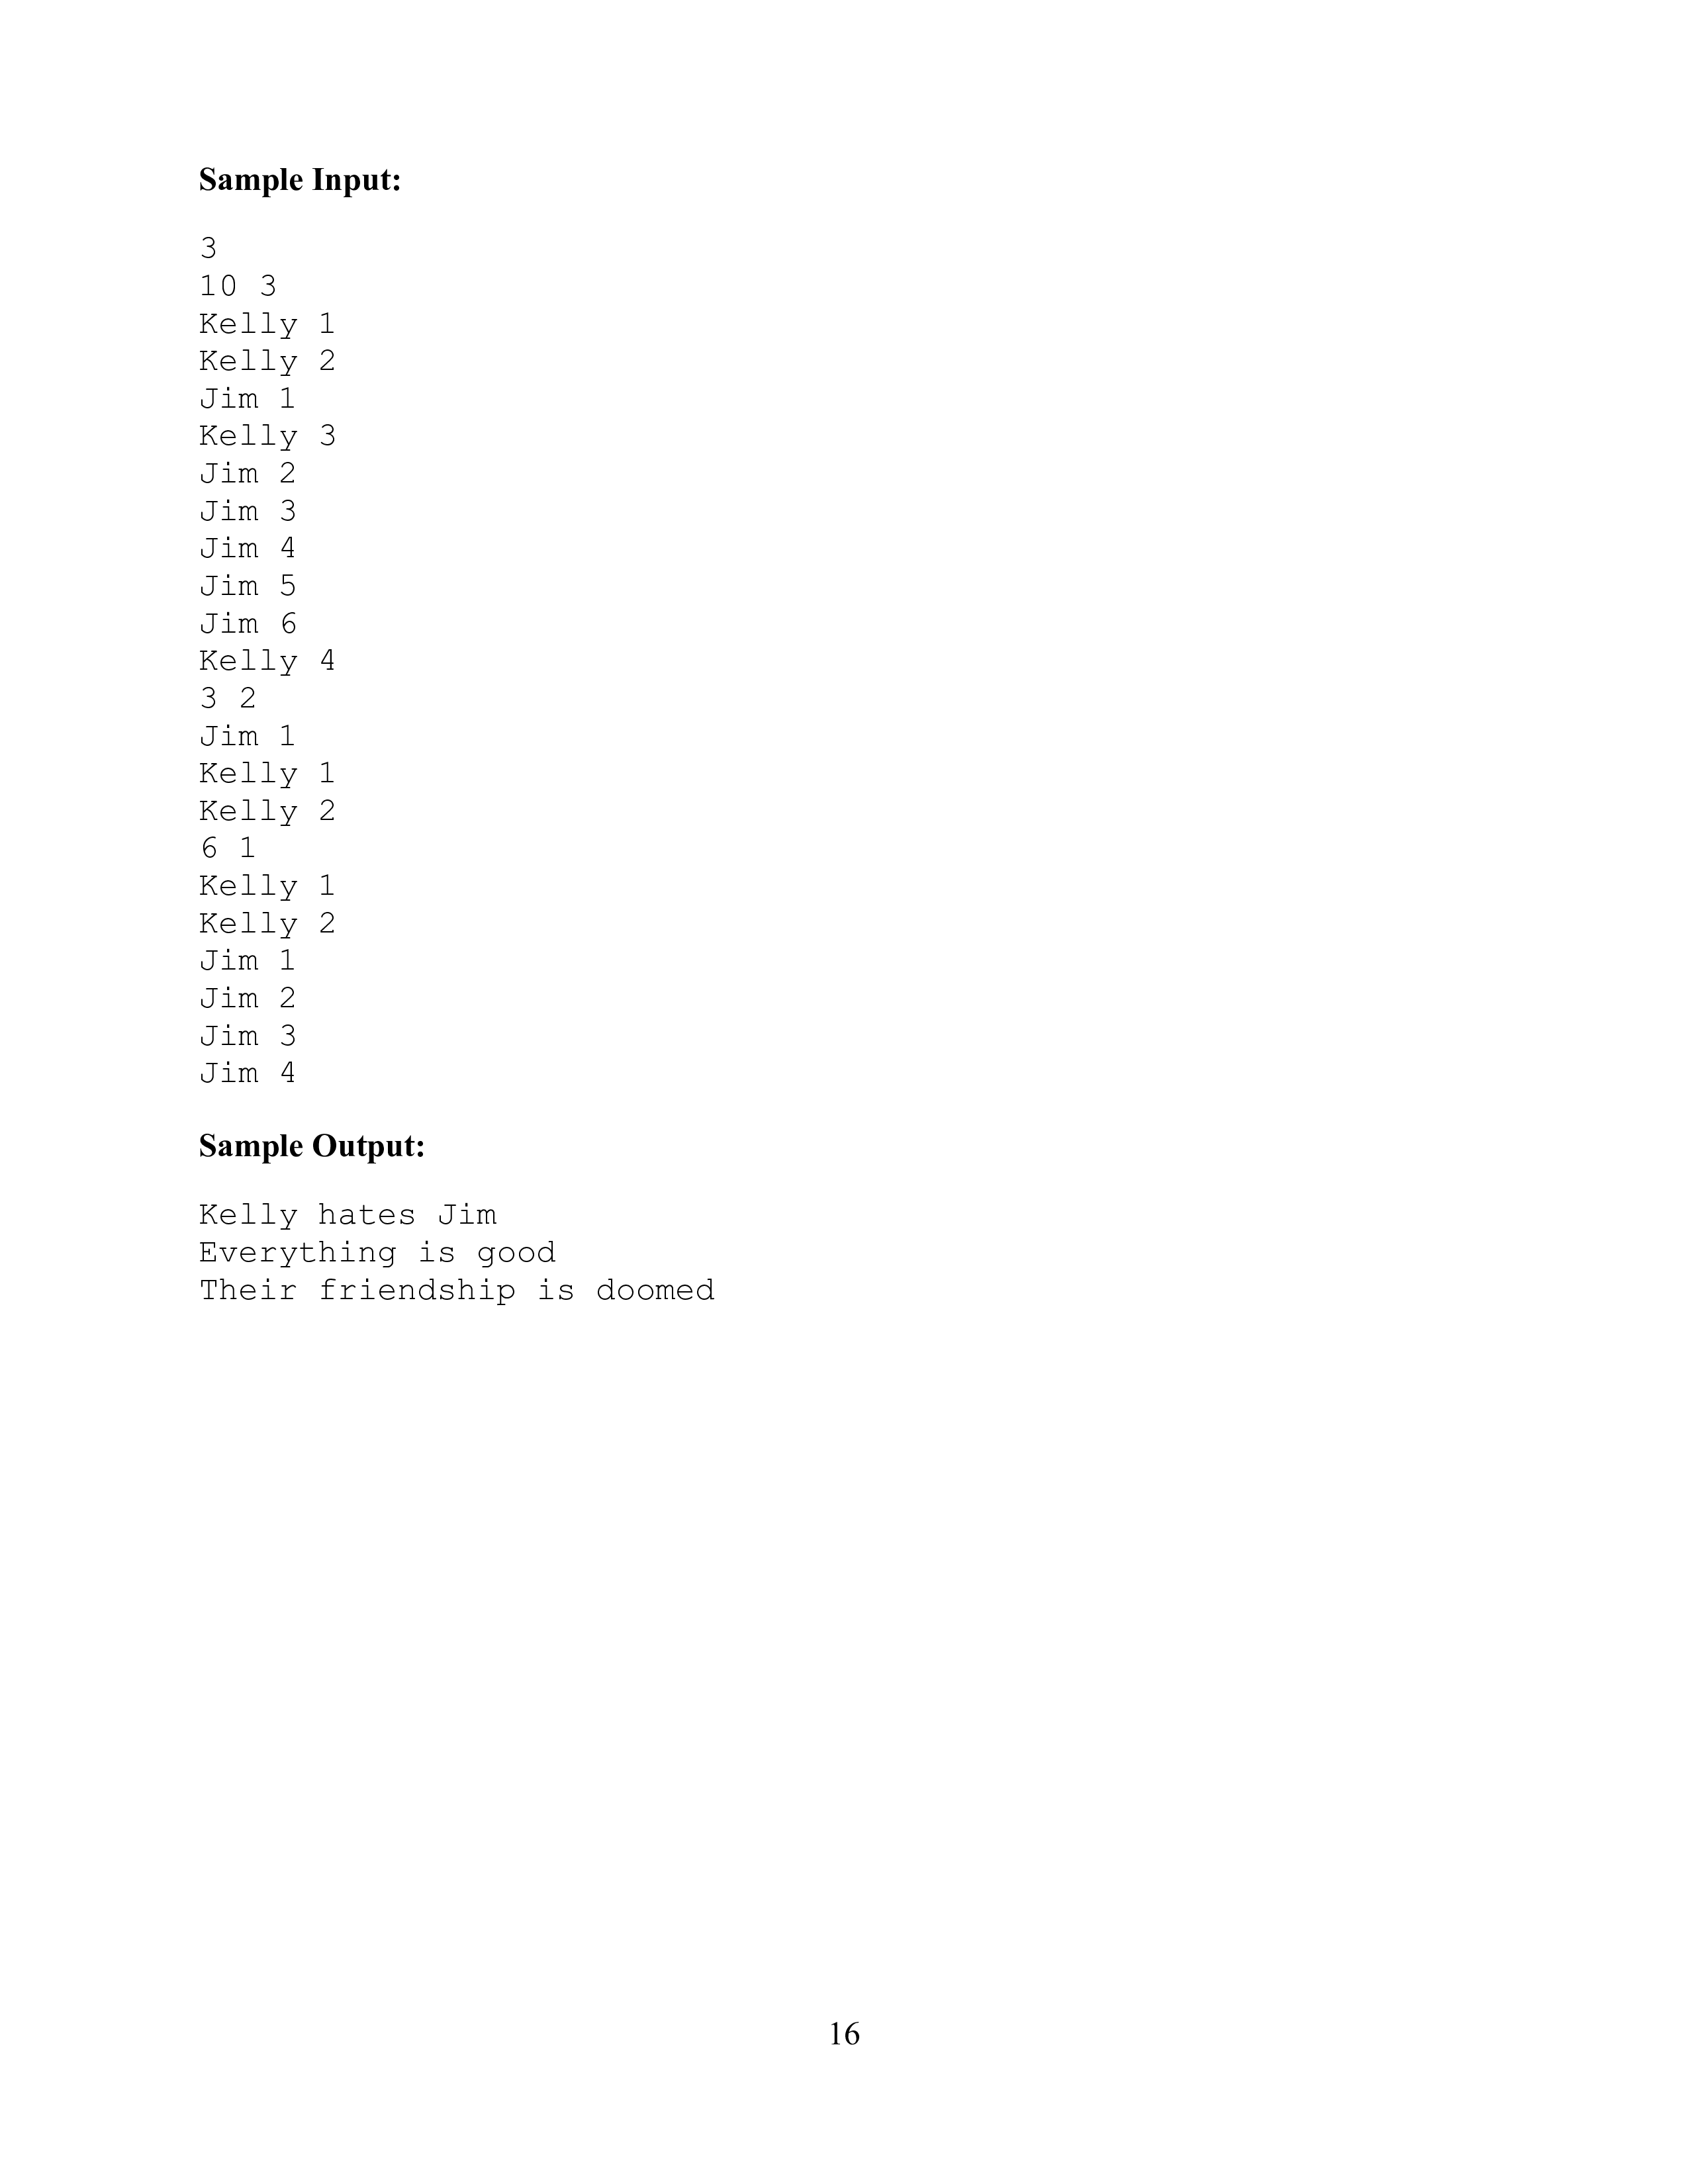 Sample Input:
3
10 3
Kelly 1
Kelly 2
Jim 1
Kelly 3
Jim 2
Jim 3
Jim 4
Jim 5
Jim 6
Kelly 4
3 2
Jim 1
Kelly 1
Kelly 2
6 1
Kelly 1
Kelly 2
Jim 1
Jim 2
Jim 3
Jim 4
Sample Output:
Kelly hates Jim
Everything is good
Their friendship is doomed
16